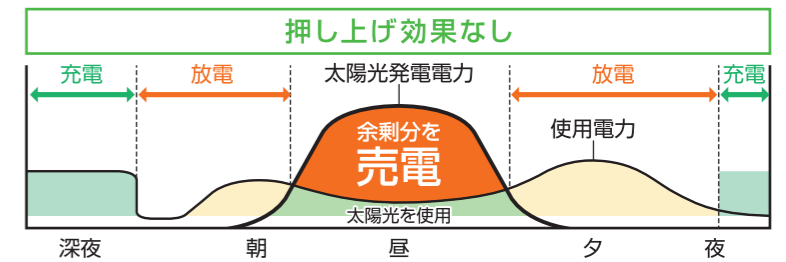 押し上げ効果なし
充電
放電
太陽光発電電力
放電
充電
余剰分を
売電
使用電力
太陽光を使用
深夜
朝
昼
夕
夜